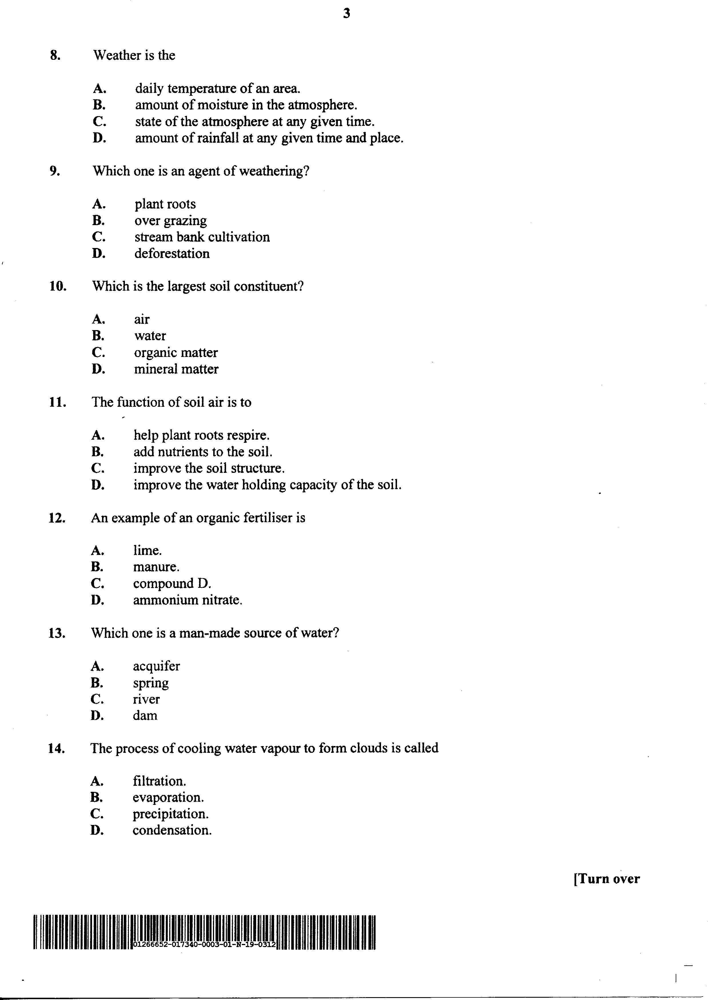 3
8. Weather is the
A. daily temperature of an area.
B. amount of moisture in the atmosphere.
C. state of the atmosphere at any given time.
D. amount of rainfall at any given time and place.
9. Which one is an agent of weathering?
A. plant roots
B. over grazing
C. stream bank cultivation
D. deforestation
10. Which is the largest soil constituent?
A. air
B. water
C. organic matter
D. mineral matter
11. The function of soil air is to
A. help plant roots respire.
B. add nutrients to the soil.
C. improve the soil structure.
D. improve the water holding capacity of the soil.
12. An example of an organic fertiliser is
A. lime.
B. manure.
C. compound D.
D. ammonium nitrate.
13. Which one is a man-made source of water?
A. acquifer
B. spring
C. river
D. dam
14. The process of cooling water vapour to form clouds is called
A. filtration.
B. evaporation.
C. precipitation.
D. condensation.
[Turn over
01266652-017340-0003-01-N-19-0312